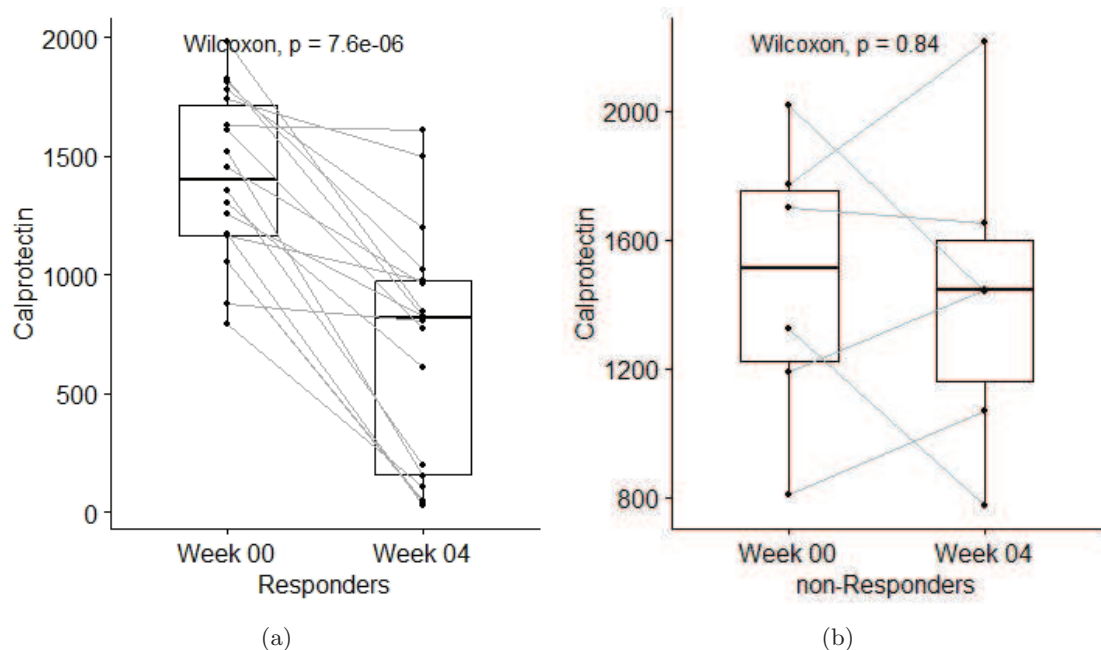 Wilcoxon, p = 7.6e-06
2000
1500
1000
500
0
Calprotectin
Week 00 Week 04
Responders
(a)
Wilcoxon, p = 0.84
2000
1600
1200
800
Calprotectin
Week 00 Week 04
non-Responders
(b)